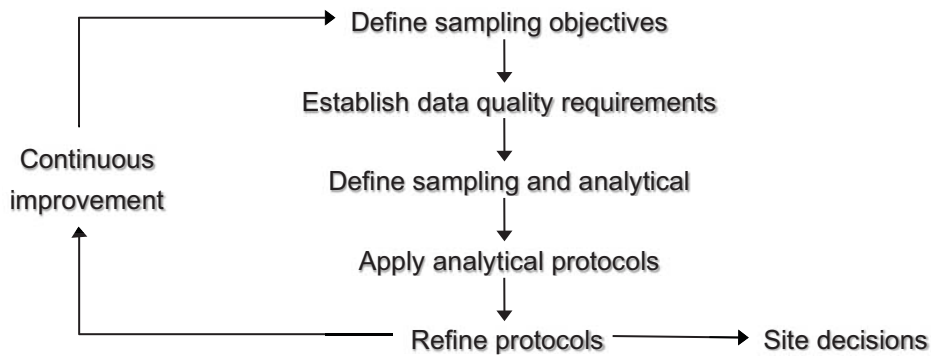 Define sampling objectives
Establish data quality requirements
Continuous
improvement
Define sampling and analytical
Apply analytical protocols
Refine protocols
Site decisions